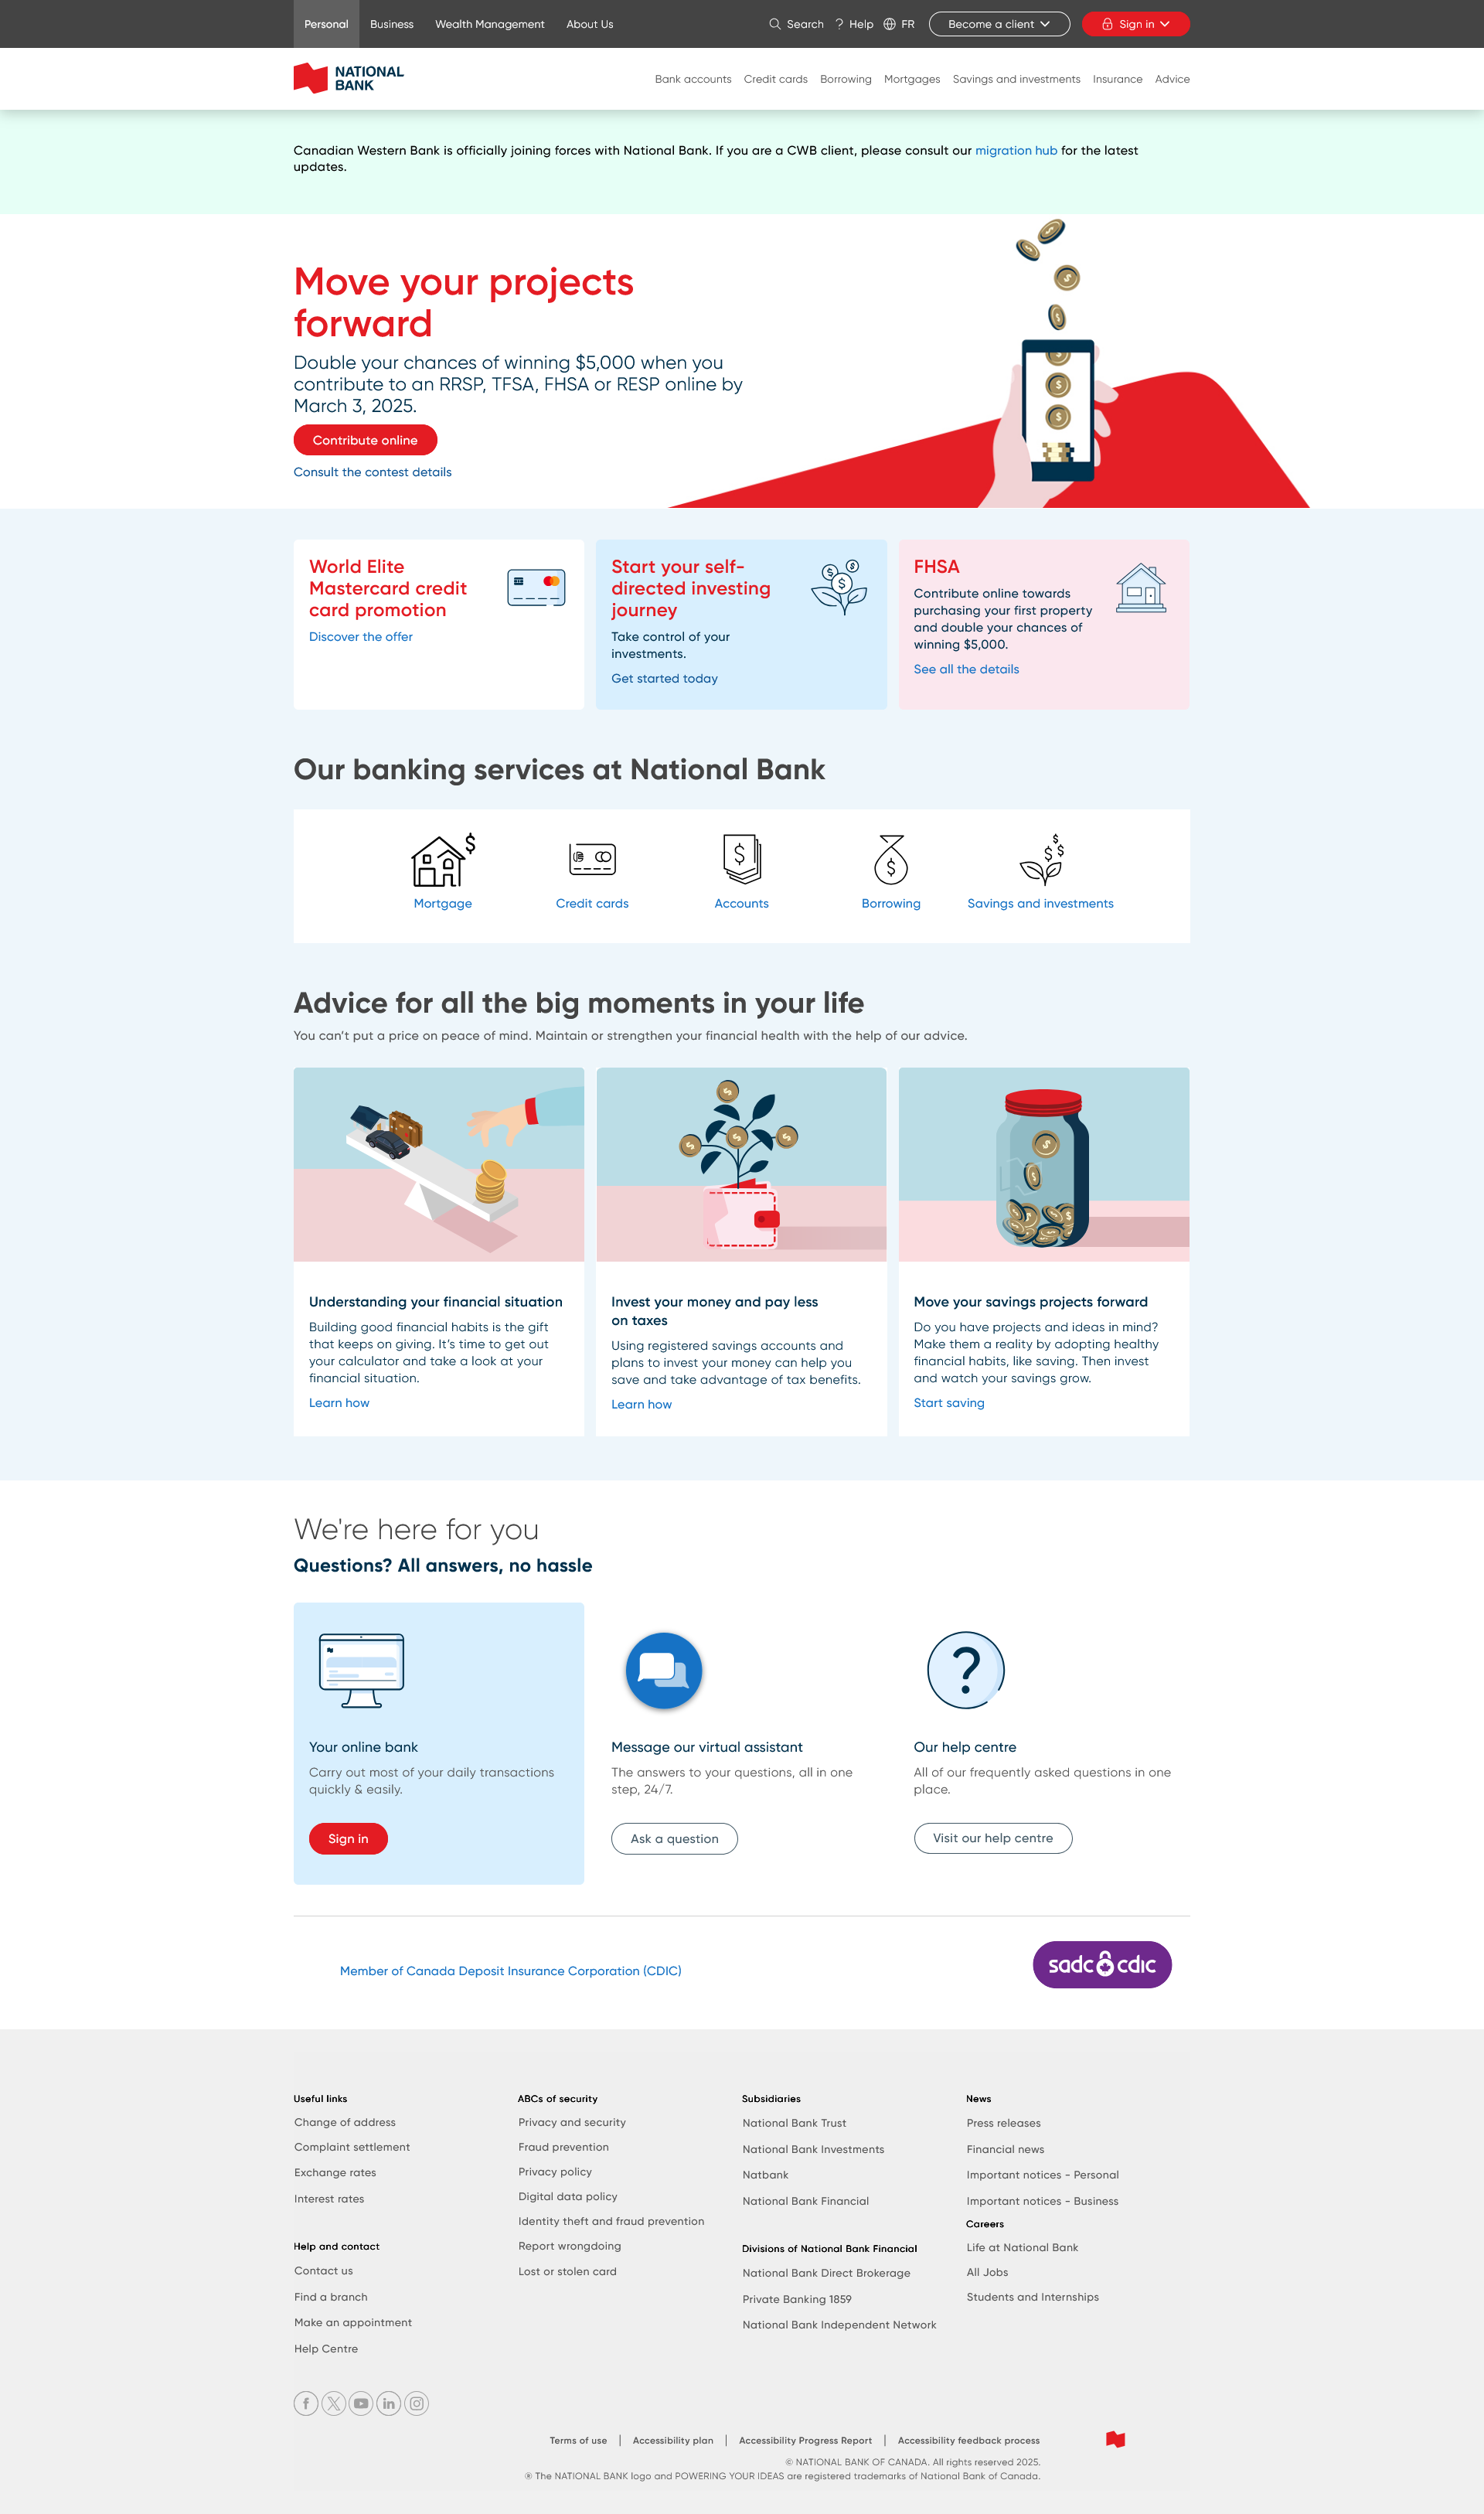 Personal Business Wealth Management About Us Search Help FR Become a client Sign in
NATIONAL
BANK
Bank accounts Credit cards Borrowing Mortgages Savings and investments Insurance Advice
Canadian Western Bank is officially joining forces with National Bank. If you are a CWB client, please consult our migration hub for the latest
updates.
Move your projects
forward
Double your chances of winning $5,000 when you
contribute to an RRSP, TFSA, FHSA or RESP online by
March 3, 2025.
Contribute online
Consult the contest details
World Elite
Mastercard credit
card promotion
Discover the offer
Start your self-
directed investing
journey
Take control of your
investments.
Get started today
FHSA
Contribute online towards
purchasing your first property
and double your chances of
winning $5,000.
See all the details
Our banking services at National Bank
Mortgage Credit cards Accounts Borrowing Savings and investments
Advice for all the big moments in your life
You can't put a price on peace of mind. Maintain or strengthen your financial health with the help of our advice.
Understanding your financial situation
Building good financial habits is the gift
that keeps on giving. It's time to get out
your calculator and take a look at your
financial situation.
Learn how
Invest your money and pay less
on taxes
Using registered savings accounts and
plans to invest your money can help you
save and take advantage of tax benefits.
Learn how
Move your savings projects forward
Do you have projects and ideas in mind?
Make them a reality by adopting healthy
financial habits, like saving. Then invest
and watch your savings grow.
Start saving
We're here for you
Questions? All answers, no hassle
Your online bank
Carry out most of your daily transactions
quickly & easily.
Sign in
Message our virtual assistant
The answers to your questions, all in one
step, 24/7.
Ask a question
Our help centre
All of our frequently asked questions in one
place.
Visit our help centre
Member of Canada Deposit Insurance Corporation (CDIC)
sadc cdic
Useful links
Change of address
Complaint settlement
Exchange rates
Interest rates
Help and contact
Contact us
Find a branch
Make an appointment
Help Centre
ABCs of security
Privacy and security
Fraud prevention
Privacy policy
Digital data policy
Identity theft and fraud prevention
Report wrongdoing
Lost or stolen card
Subsidiaries
National Bank Trust
National Bank Investments
Natbank
National Bank Financial
Divisions of National Bank Financial
National Bank Direct Brokerage
Private Banking 1859
National Bank Independent Network
News
Press releases
Financial news
Important notices - Personal
Important notices - Business
Careers
Life at National Bank
All Jobs
Students and Internships
Terms of use | Accessibility plan | Accessibility Progress Report | Accessibility feedback process
© NATIONAL BANK OF CANADA. All rights reserved 2025.
® The NATIONAL BANK logo and POWERING YOUR IDEAS are registered trademarks of National Bank of Canada.